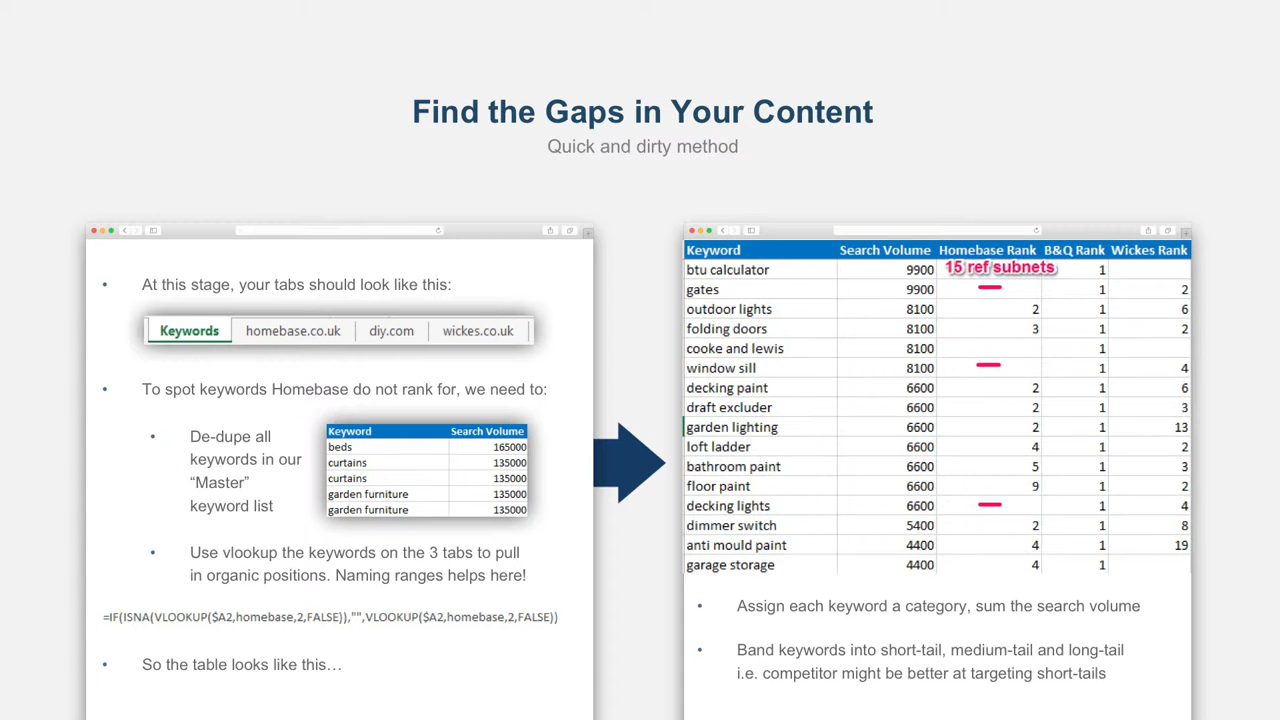 Find the Gaps in Your Content
Quick and dirty method
• At this stage, your tabs should look like this:
Keywords homebase.co.uk diy.com wickes.co.uk
• To spot keywords Homebase do not rank for, we need to:
• De-dupe all
keywords in our
“Master”
keyword list
Keyword Search Volume
beds 165000
curtains 135000
curtains 135000
garden furniture 135000
garden furniture 135000
• Use vlookup the keywords on the 3 tabs to pull
in organic positions. Naming ranges helps here!
=IF(ISNA(VLOOKUP($A2,homebase,2,FALSE)),"",VLOOKUP($A2,homebase,2,FALSE))
• So the table looks like this…
Keyword Search Volume Homebase Rank B&Q Rank Wickes Rank
btu calculator 9900 15 ref subnets 1
gates 9900 1 2
outdoor lights 8100 2 1 6
folding doors 8100 3 1 2
cooke and lewis 8100 1
window sill 8100 1 4
decking paint 6600 2 1 6
draft excluder 6600 2 1 3
garden lighting 6600 2 1 13
loft ladder 6600 4 1 2
bathroom paint 6600 5 1 3
floor paint 6600 9 1 2
decking lights 6600 1 4
dimmer switch 5400 2 1 8
anti mould paint 4400 4 1 19
garage storage 4400 4 1
• Assign each keyword a category, sum the search volume
• Band keywords into short-tail, medium-tail and long-tail
i.e. competitor might be better at targeting short-tails